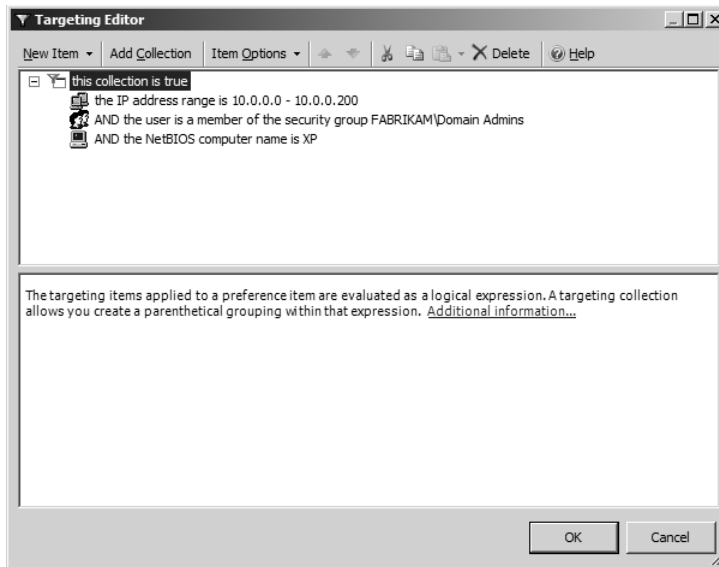 Targeting Editor
New Item Add Collection Item Options Delete Help
this collection is true
the IP address range is 10.0.0.0 - 10.0.0.200
AND the user is a member of the security group FABRIKAM\Domain Admins
AND the NetBIOS computer name is XP
The targeting items applied to a preference item are evaluated as a logical expression. A targeting collection
allows you create a parenthetical grouping within that expression. Additional information...
OK Cancel